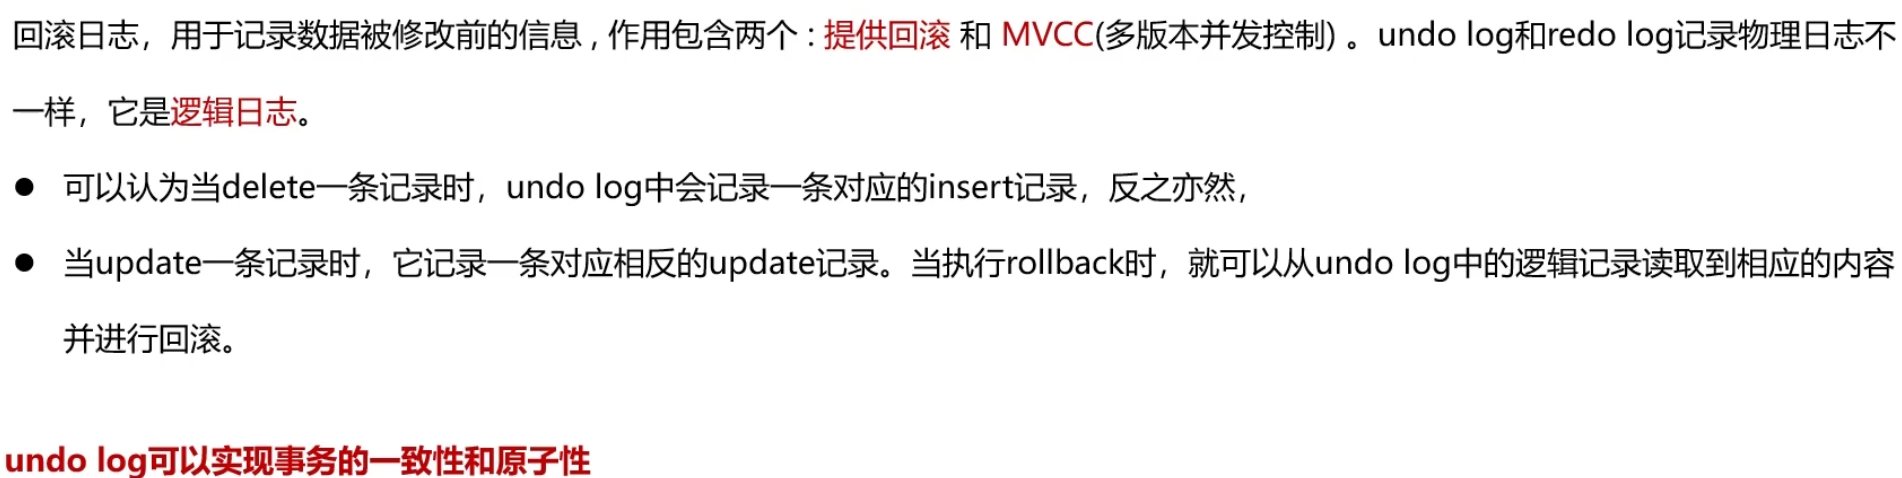 回滚日志，用于记录数据被修改前的信息 , 作用包含两个 : 提供回滚 和 MVCC(多版本并发控制) 。undo log和redo log记录物理日志不
一样，它是逻辑日志。
● 可以认为当delete一条记录时，undo log中会记录一条对应的insert记录，反之亦然，
● 当update一条记录时，它记录一条对应相反的update记录。当执行rollback时，就可以从undo log中的逻辑记录读取到相应的内容
并进行回滚。
undo log可以实现事务的一致性和原子性